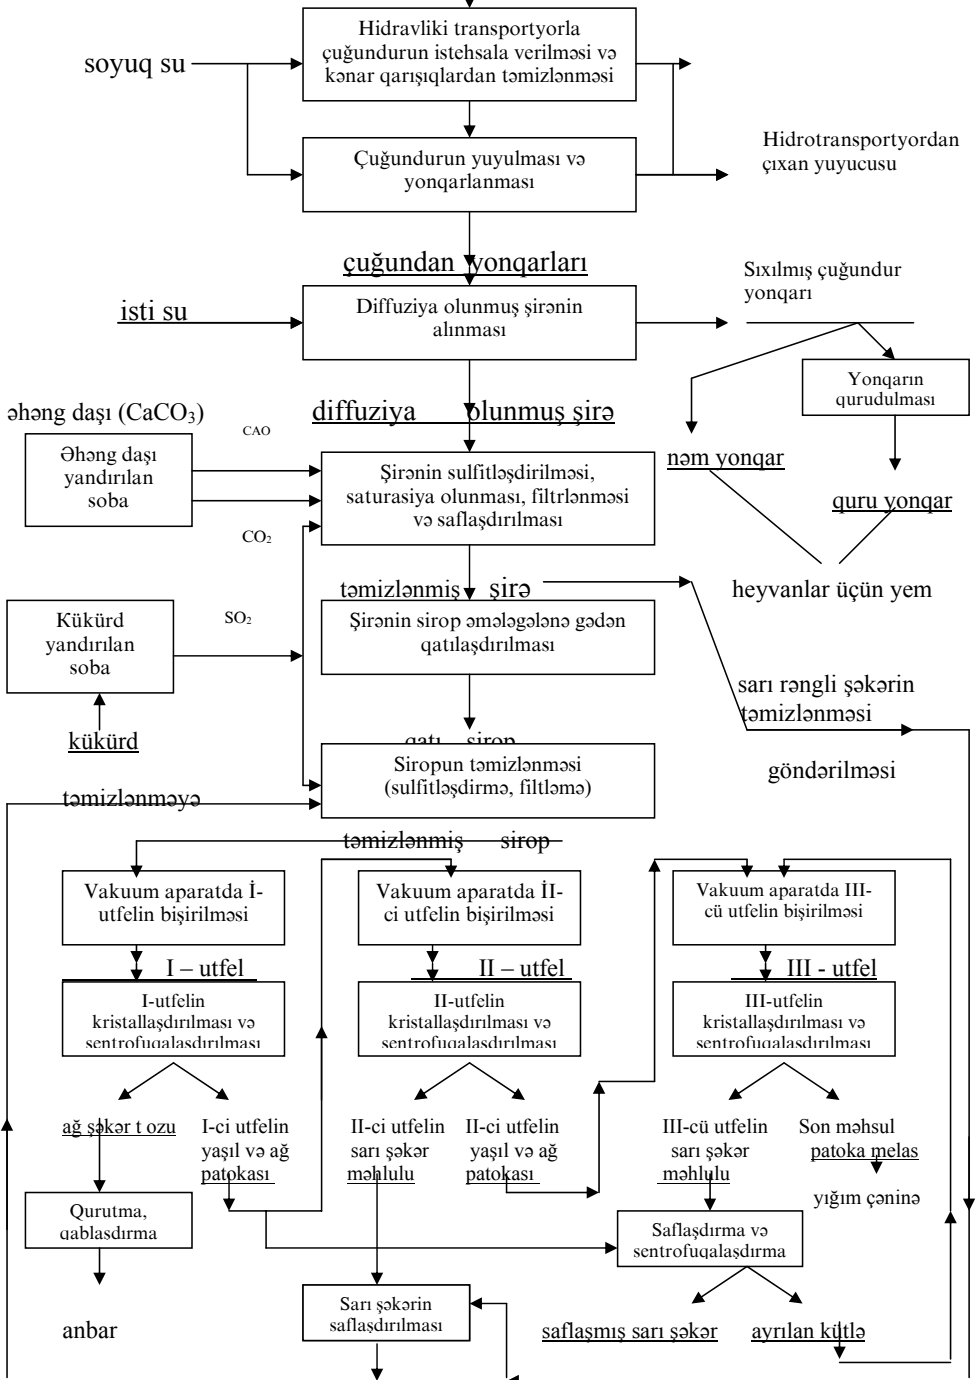 Hidravliki transportyorla
çuğundurun istehsala verilməsi və
kənar qarışıqlardan təmizlənməsi
soyuq su
Hidrotransportyordan
çıxan yuyucusu
Çuğundurun yuyulması və
yonqarlanması
çuğundan yonqarları
Sıxılmış çuğundur
yonqarı
isti su
Diffuziya olunmuş şirənin
alınması
Yonqarın
qurudulması
əhəng daşı (CaCO₃)
diffuziya olunmuş şirə
CAO
Əhəng daşı
yandırılan
soba
Şirənin sulfitləşdirilməsi,
saturasiya olunması, filtrlənməsi
və saflaşdırılması
nəm yonqar
quru yonqar
CO₂
təmizlənmiş şirə
heyvanlar üçün yem
Kükürd
yandırılan
soba
SO₂
Şirənin sirop əmələgələnə gədən
qatılaşdırılması
sarı rəngli şəkərin
təmizlənməsi
kükürd
qatı sirop
göndərilməsi
Siropun təmizlənməsi
(sulfitləşdirmə, filtləmə)
təmizlənməyə
təmizlənmiş sirop
Vakuum aparatda İ-
utfelin bişirilməsi
Vakuum aparatda İI-
ci utfelin bişirilməsi
Vakuum aparatda III-
cü utfelin bişirilməsi
I – utfel
II – utfel
III - utfel
I-utfelin
kristallaşdırılması və
sentrofuqalaşdırılması
II-utfelin
kristallaşdırılması və
sentrofuqalaşdırılması
III-utfelin
kristallaşdırılması və
sentrofuqalaşdırılması
ağ şəkər t ozu
I-ci utfelin
yaşıl və ağ
patokası
II-ci utfelin
sarı şəkər
məhlulu
II-ci utfelin
yaşıl və ağ
patokası
III-cü utfelin
sarı şəkər
məhlulu
Son məhsul
patoka melas
yığım çəninə
Qurutma,
qablaşdırma
Saflaşdırma və
sentrofuqalaşdırma
anbar
Sarı şəkərin
saflaşdırılması
saflaşmış sarı şəkər
ayrılan kütlə